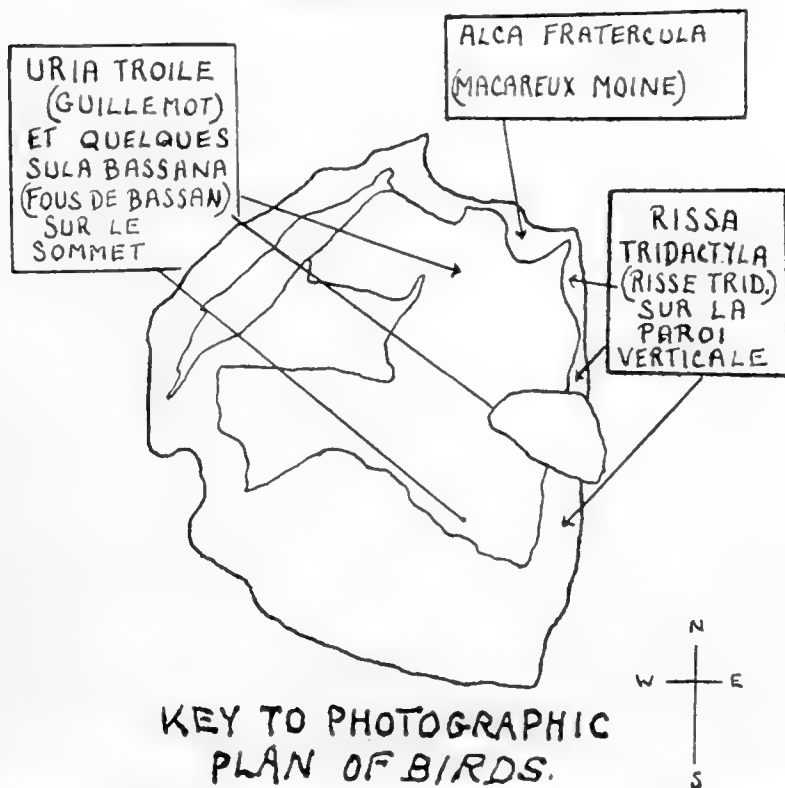 URIA TROILE
(GUILLEMOT)
ET QUELQUES
SULA BASSANA
(FOUS DE BASSAN)
SUR LE
SOMMET
ALCA FRATERCULA
(MACAREUX MOINE)
RISSA
TRIDACTYLA
(RISSE TRID.)
SUR LA
PAROI
VERTICALE
N
W E
S
KEY TO PHOTOGRAPHIC
PLAN OF BIRDS.